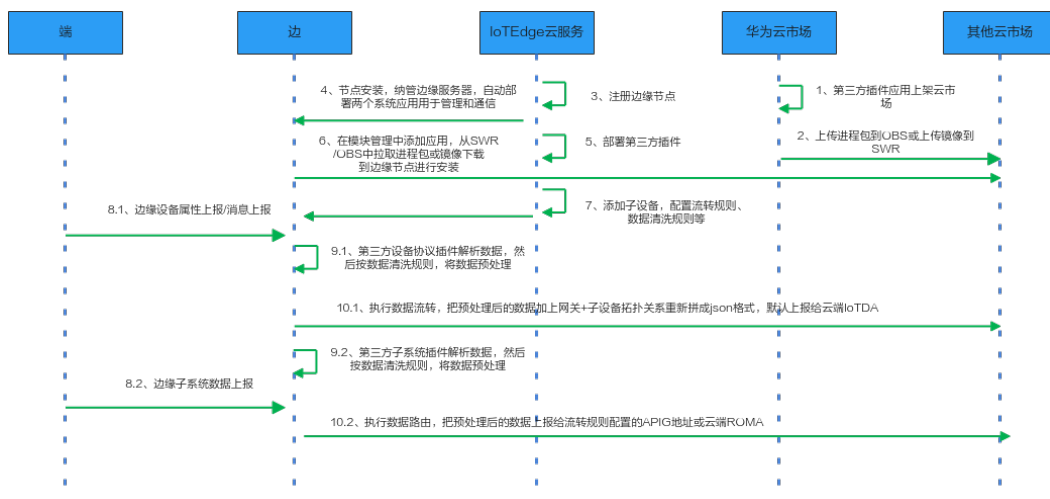 端
边
IoTEdge云服务
华为云市场
其他云市场
4、节点安装，纳管边缘服务器，自动部
署两个系统应用用于管理和通信
3、注册边缘节点
1、第三方插件应用上架云市
场
6、在模块管理中添加应用，从SWR
/OBS中拉取进程包或镜像下载
到边缘节点进行安装
5、部署第三方插件
2、上传进程包到OBS或上传镜像到
SWR
8.1、边缘设备属性上报/消息上报
7、添加子设备，配置流转规则、
数据清洗规则等
9.1、第三方设备协议插件解析数据，然
后按数据清洗规则，将数据预处理
10.1、执行数据流转，把预处理后的数据加上网关+子设备拓扑关系重新拼成json格式，默认上报给云端IoTDA
9.2、第三方子系统插件解析数据，然后
按数据清洗规则，将数据预处理
8.2、边缘子系统数据上报
10.2、执行数据路由，把预处理后的数据上报给流转规则配置的APIG地址或云端ROMA